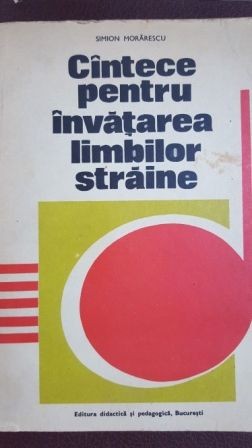 SIMION MORĂRESCU
Cîntece
pentru
învățarea
limbilor
străine
Editura didactică și pedagogică, București